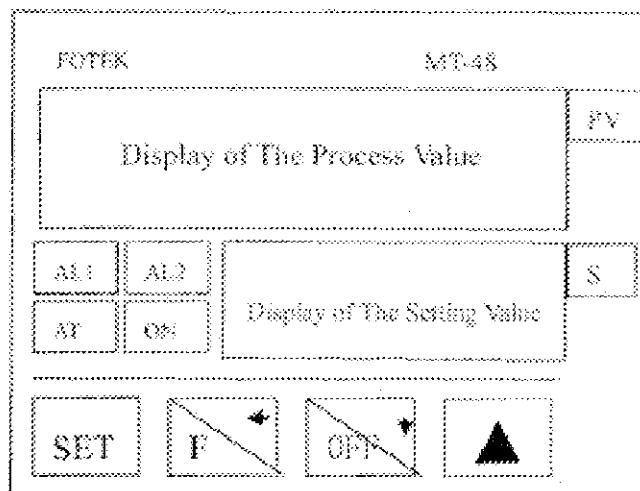 FOTEK MT-48
Display of The Process Value
PV
AL1 AL2
S
AT ON
Display of The Setting Value
SET F OFF